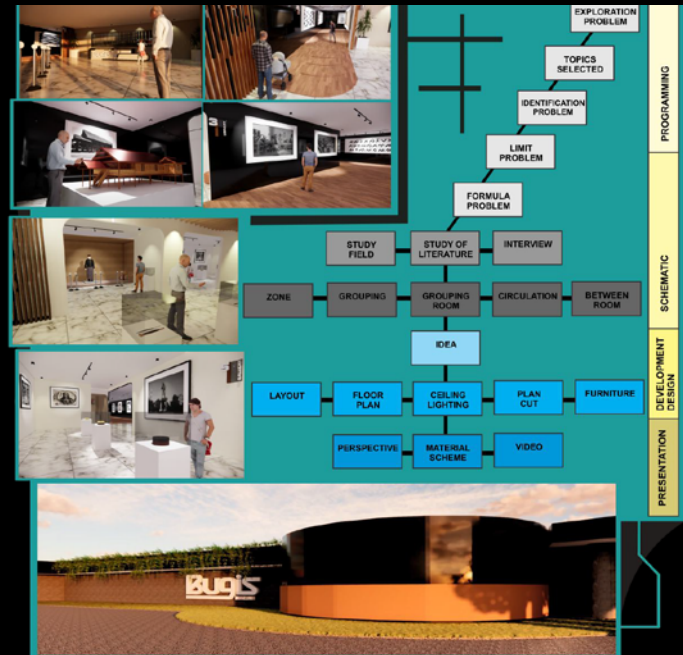 EXPLORATION
PROBLEM
TOPICS
SELECTED
IDENTIFICATION
PROBLEM
LIMIT
PROBLEM
FORMULA
PROBLEM
PROGRAMMING
STUDY
FIELD
STUDY OF
LITERATURE
INTERVIEW
ZONE
GROUPING
GROUPING
ROOM
CIRCULATION
BETWEEN
ROOM
SCHEMATIC
IDEA
LAYOUT
FLOOR
PLAN
CEILING
LIGHTING
PLAN
CUT
FURNITURE
DEVELOPMENT
DESIGN
PERSPECTIVE
MATERIAL
SCHEME
VIDEO
PRESENTATION
Bugis